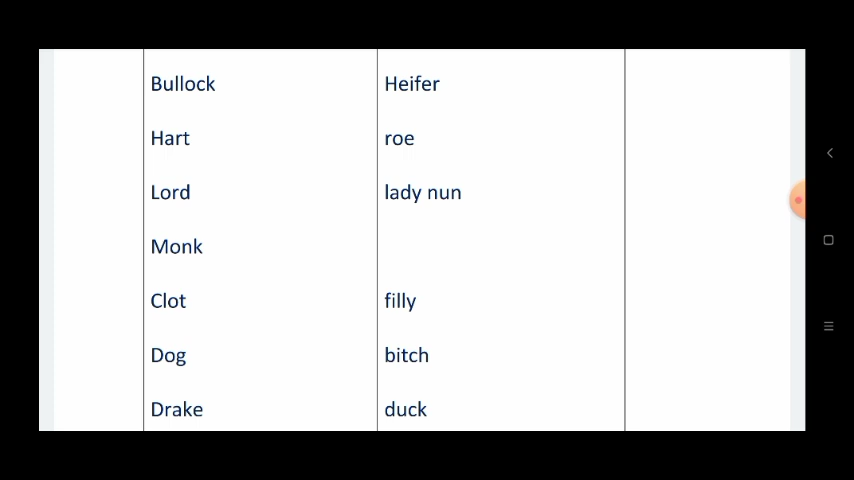 Bullock Heifer
Hart roe
Lord lady nun
Monk
Clot filly
Dog bitch
Drake duck